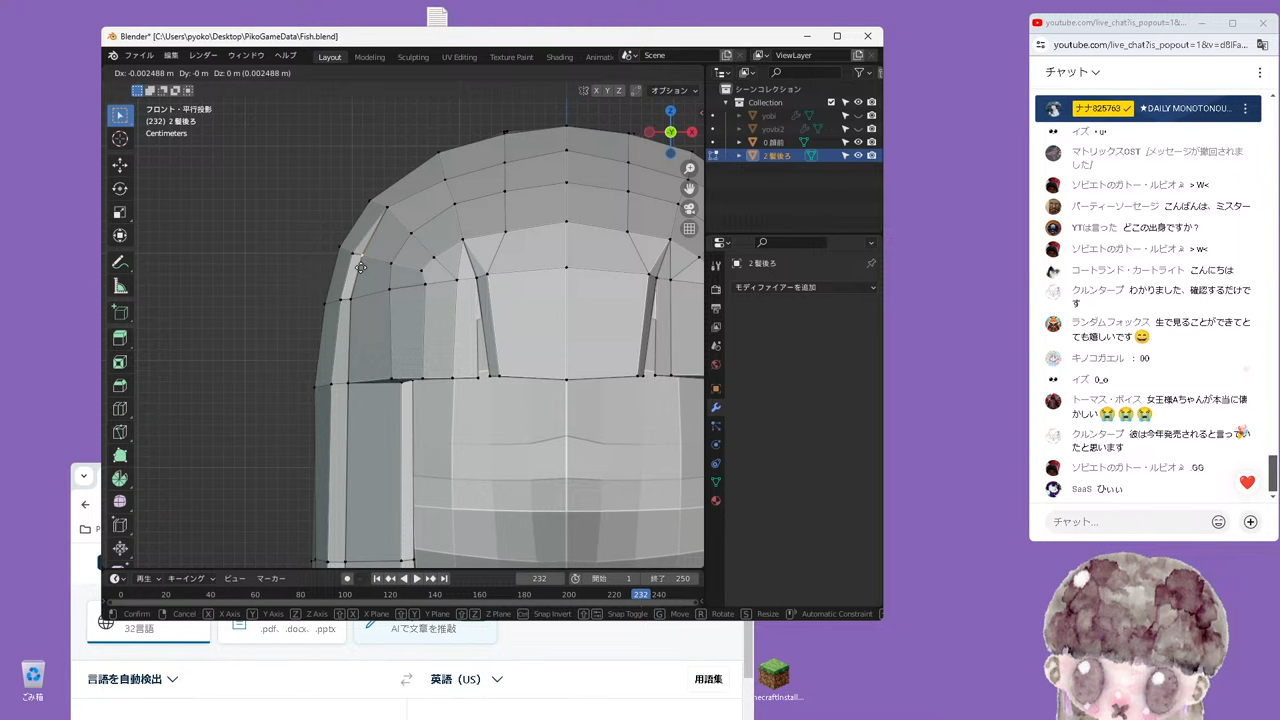 Blender* [C:\Users\pyoko\Desktop\PikoGameData\Fish.blend]
ファイル 編集 レンダー ウィンドウ ヘルプ Layout Modeling Sculpting UV Editing Texture Paint Shading Animati Scene ViewLayer
Dx: -0.002488 m Dy: -0 m Dz: 0 m (0.002488 m)
X Y Z オプション
フロント・平行投影
(232) 2 髪後ろ
Centimeters
Z
Y
X
シーンコレクション
Collection
yobi
yovbi2
0 顔前
2 髪後ろ
2 髪後ろ
モディファイアーを追加
再生 キーイング ビュー マーカー 232 開始 1 終了 250
0 20 40 60 80 100 120 140 160 180 200 220 232 240
Confirm Cancel X X Axis Y Y Axis Z Z Axis X X Plane Y Y Plane Z Z Plane Snap Invert Snap Toggle G Move R Rotate S Resize Automatic Constraint
32言語
.pdf、.docx、.pptx
AIで文章を推敲
言語を自動検出
英語（US）
用語集
ごみ箱
necraftInstal...
youtube.com/live_chat?is_popout=1&...
youtube.com/live_chat?is_popout=1&v=d8lFa...
チャット
ナナ825763 ★DAILY MONOTONOU...
イズ •u•
マトリックスOST [メッセージが撤回されました]
ソビエトのガトー・ルビオ > W<
パーティーソーセージ こんばんは、ミスター
YTは言った どこの出身ですか？
ソビエトのガトー・ルビオ > W<
コートランド・カートライト こんにちは
クルンターブ わかりました、確認するだけです
ランダムフォックス 生で見ることができてとても嬉しいです😄
キノコガエル : 00
イズ 0_o
トーマス・ボイス 女王様Aちゃんが本当に懐かしい😭😭😭
クルンターブ 彼は今年発売されると言っていたと思います
ソビエトのガトー・ルビオ .GG
SaaS ひぃぃ
チャット...